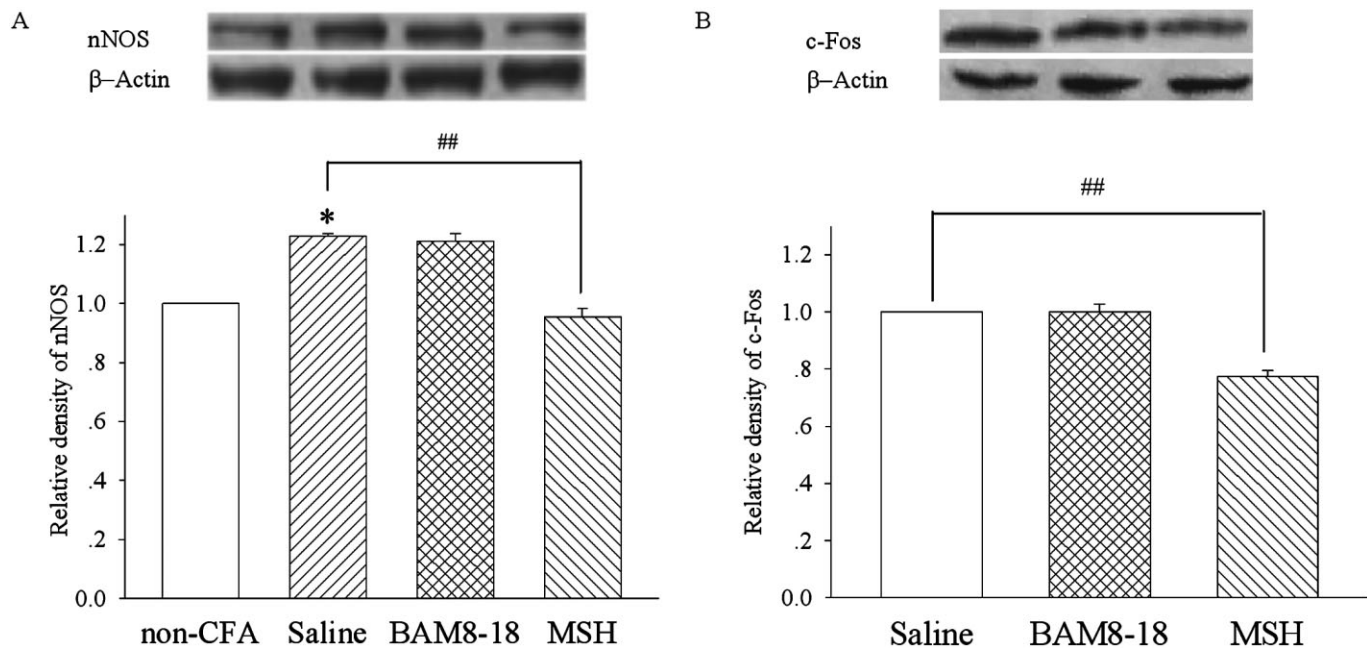 A
nNOS
β–Actin
##
*
Relative density of nNOS
1.2
1.0
.8
.6
.4
.2
0.0
non-CFA Saline BAM8-18 MSH
B
c-Fos
β–Actin
##
Relative density of c-Fos
1.2
1.0
.8
.6
.4
.2
0.0
Saline BAM8-18 MSH